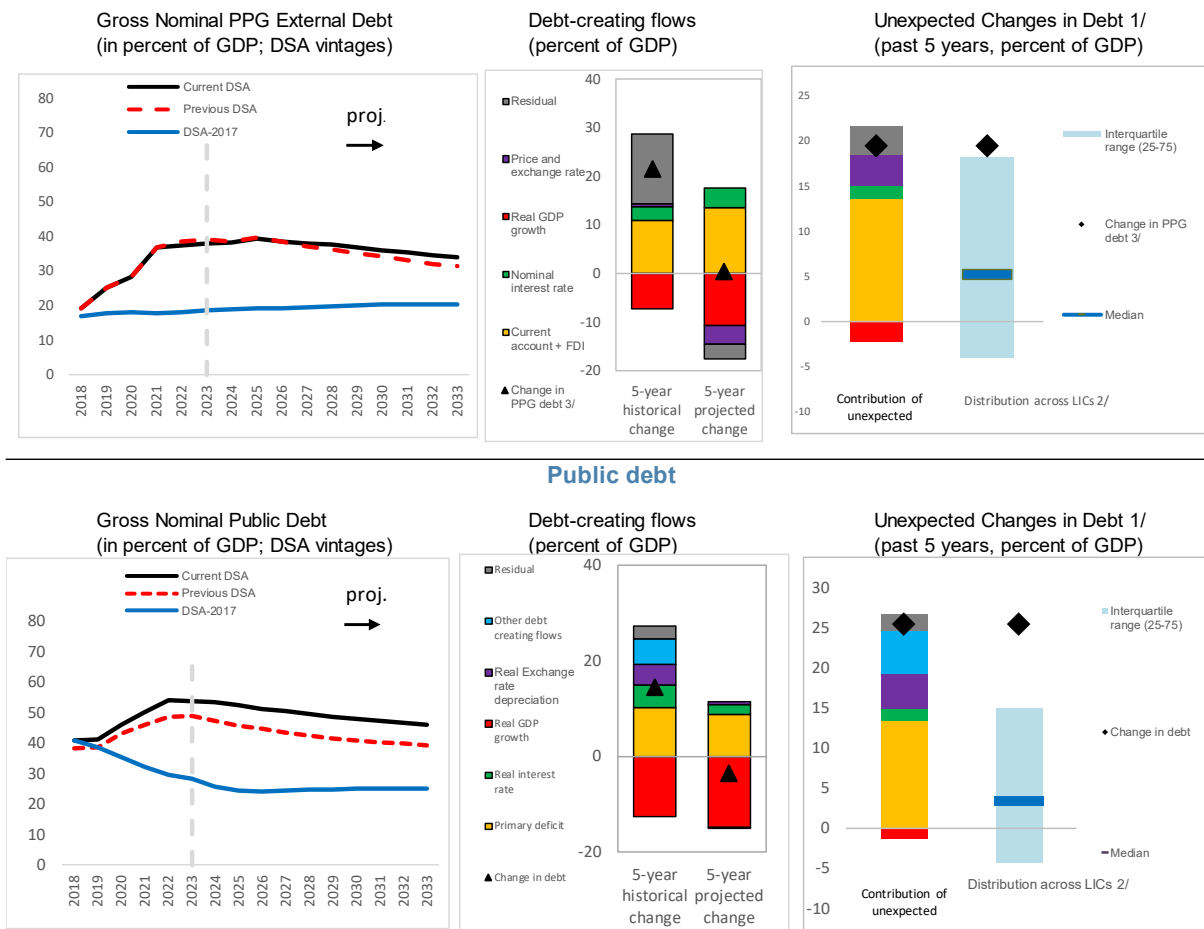 Gross Nominal PPG External Debt
(in percent of GDP; DSA vintages)
Current DSA
Previous DSA
DSA-2017
proj.
80
70
60
50
40
30
20
10
0
2018
2019
2020
2021
2022
2023
2024
2025
2026
2027
2028
2029
2030
2031
2032
2033
Debt-creating flows
(percent of GDP)
Residual
Price and
exchange rate
Real GDP
growth
Nominal
interest rate
Current
account + FDI
Change in
PPG debt 3/
40
30
20
10
0
-10
-20
5-year
historical
change
5-year
projected
change
Unexpected Changes in Debt 1/
(past 5 years, percent of GDP)
25
20
15
10
5
0
-5
-10
Interquartile
range (25-75)
Change in PPG
debt 3/
Median
Contribution of
unexpected
Distribution across LICs 2/
Public debt
Gross Nominal Public Debt
(in percent of GDP; DSA vintages)
Current DSA
Previous DSA
DSA-2017
proj.
80
70
60
50
40
30
20
10
0
2018
2019
2020
2021
2022
2023
2024
2025
2026
2027
2028
2029
2030
2031
2032
2033
Debt-creating flows
(percent of GDP)
Residual
Other debt
creating flows
Real Exchange
rate
depreciation
Real GDP
growth
Real interest
rate
Primary deficit
Change in debt
40
20
0
-20
5-year
historical
change
5-year
projected
change
Unexpected Changes in Debt 1/
(past 5 years, percent of GDP)
30
25
20
15
10
5
0
-5
-10
Interquartile
range (25-75)
Change in debt
Median
Distribution across LICs 2/
Contribution of
unexpected